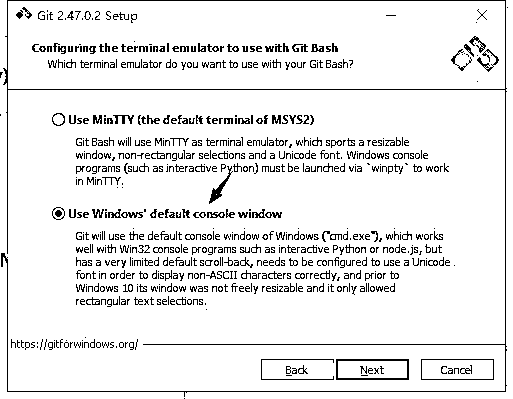 Git 2.47.0.2 Setup
Configuring the terminal emulator to use with Git Bash
Which terminal emulator do you want to use with your Git Bash?
Use MinTTY (the default terminal of MSYS2)
Git Bash will use MinTTY as terminal emulator, which sports a resizable
window, non-rectangular selections and a Unicode font. Windows console
programs (such as interactive Python) must be launched via `winpty` to work
in MinTTY.
Use Windows' default console window
Git will use the default console window of Windows ("cmd.exe"), which works
well with Win32 console programs such as interactive Python or node.js, but
has a very limited default scroll-back, needs to be configured to use a Unicode
font in order to display non-ASCII characters correctly, and prior to
Windows 10 its window was not freely resizable and it only allowed
rectangular text selections.
https://gitforwindows.org/
Back
Next
Cancel